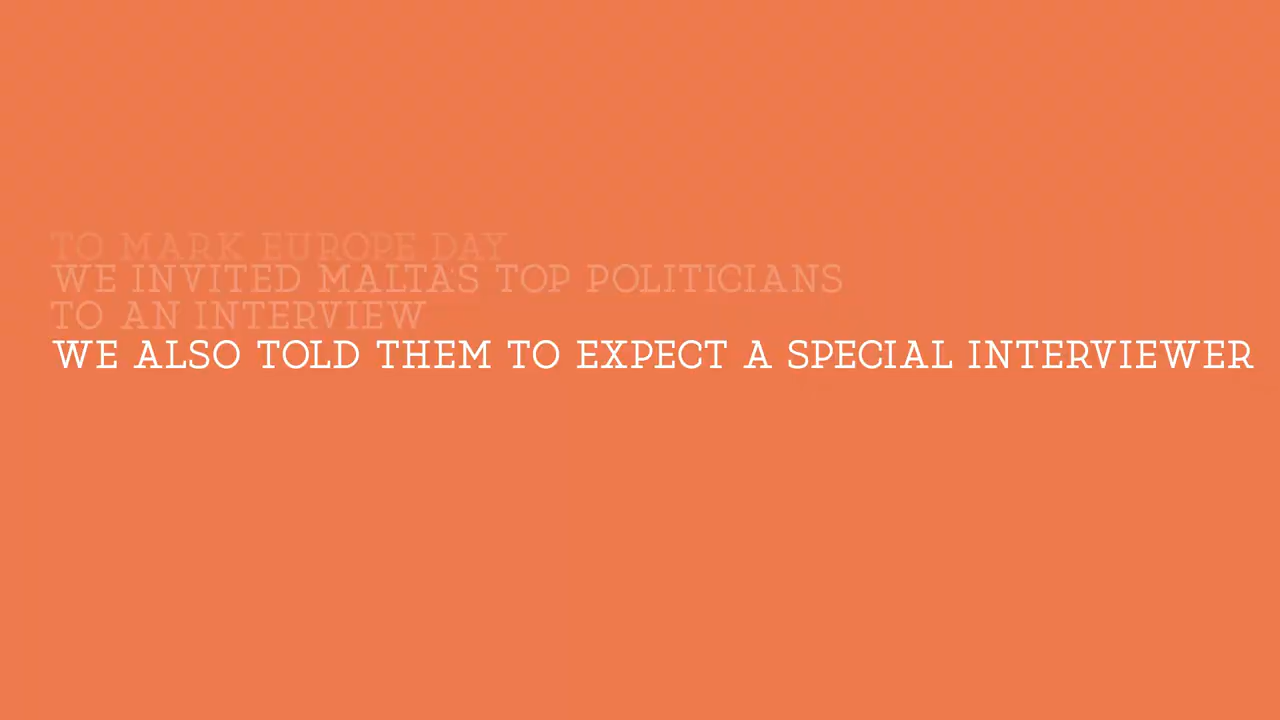 TO MARK EUROPE DAY
WE INVITED MALTA'S TOP POLITICIANS
TO AN INTERVIEW
WE ALSO TOLD THEM TO EXPECT A SPECIAL INTERVIEWER